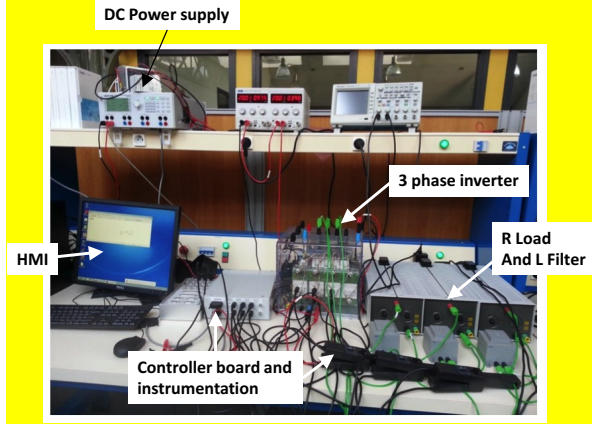 DC Power supply
3 phase inverter
R Load
And L Filter
HMI
Controller board and
instrumentation